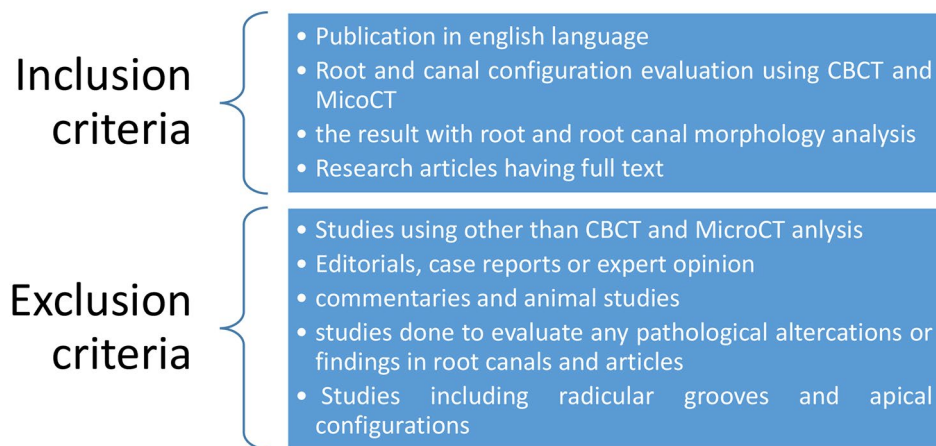 Inclusion
criteria
• Publication in english language
• Root and canal configuration evaluation using CBCT and
MicoCT
• the result with root and root canal morphology analysis
• Research articles having full text
Exclusion
criteria
• Studies using other than CBCT and MicroCT anlysis
• Editorials, case reports or expert opinion
• commentaries and animal studies
• studies done to evaluate any pathological altercations or
findings in root canals and articles
• Studies including radicular grooves and apical
configurations